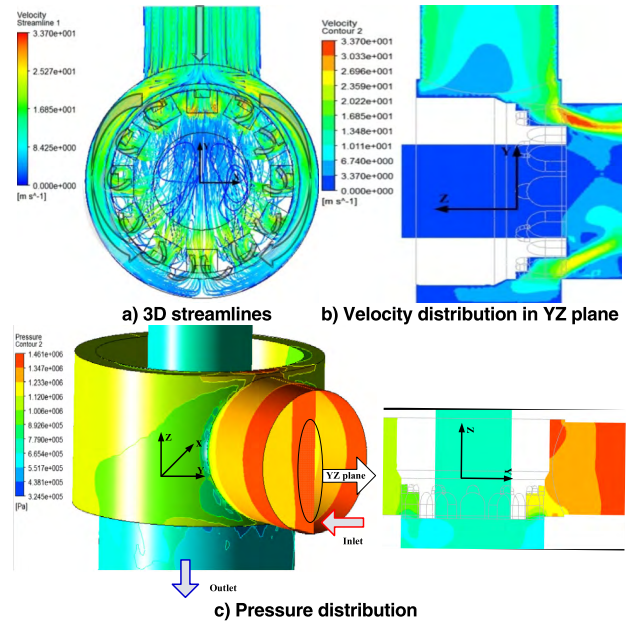 Velocity
Streamline 1
3.370e+001
2.527e+001
1.685e+001
8.425e+000
0.000e+000
[m s^-1]
Y
a) 3D streamlines
Velocity
Contour 2
3.370e+001
3.033e+001
2.696e+001
2.359e+001
2.022e+001
1.685e+001
1.348e+001
1.011e+001
6.740e+000
3.370e+000
0.000e+000
[m s^-1]
Y
Z
b) Velocity distribution in YZ plane
Pressure
Contour 2
1.461e+006
1.347e+006
1.233e+006
1.120e+006
1.006e+006
8.926e+005
7.790e+005
6.654e+005
5.517e+005
4.481e+005
3.245e+005
[Pa]
Z
X
Y
YZ plane
Inlet
Outlet
Z
Y
c) Pressure distribution